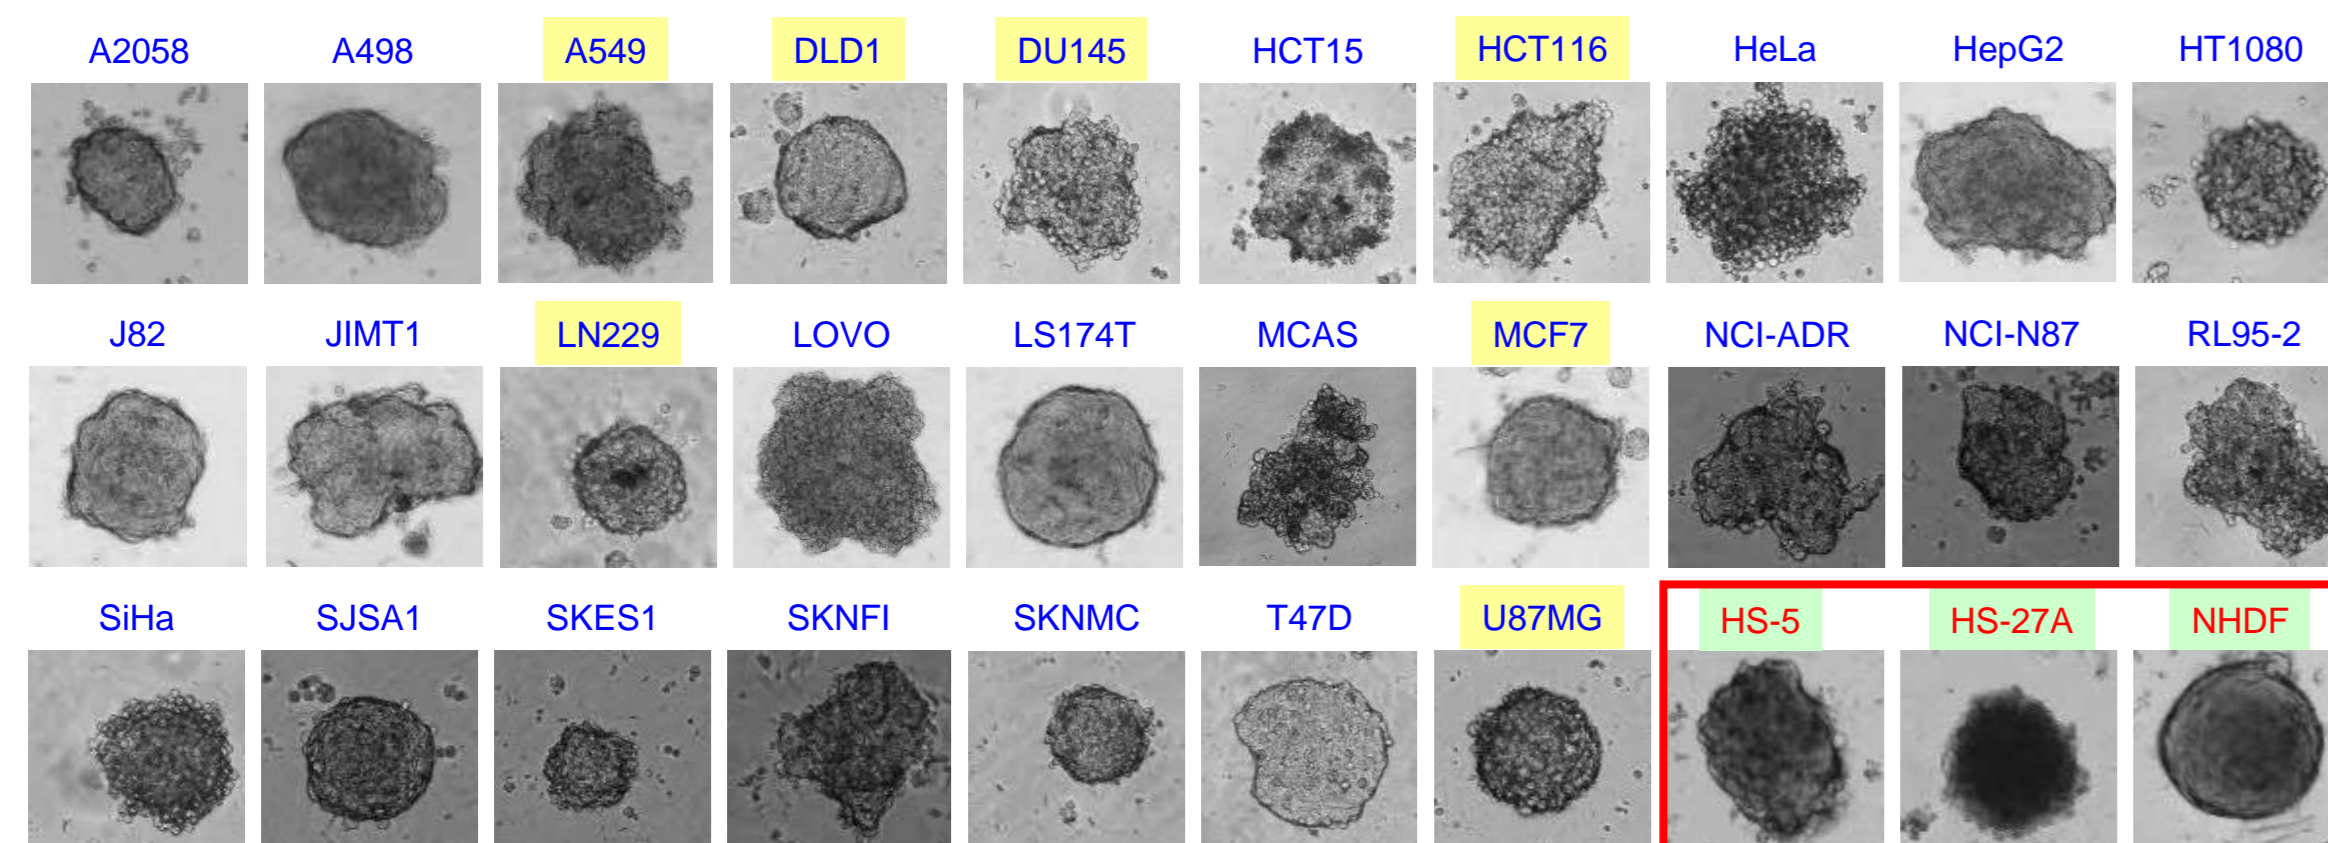 A2058 A498 A549 DLD1 DU145 HCT15 HCT116 HeLa HepG2 HT1080
J82 JIMT1 LN229 LOVO LS174T MCAS MCF7 NCI-ADR NCI-N87 RL95-2
SiHa SJSA1 SKES1 SKNFI SKNMC T47D U87MG HS-5 HS-27A NHDF